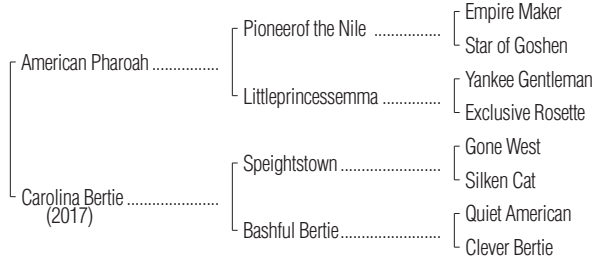 Empire Maker
Pioneerof the Nile ................
Star of Goshen
American Pharoah ................
Yankee Gentleman
Littleprincessemma ..............
Exclusive Rosette
Gone West
Speightstown ........................
Silken Cat
Carolina Bertie ......................
(2017)
Quiet American
Bashful Bertie........................
Clever Bertie